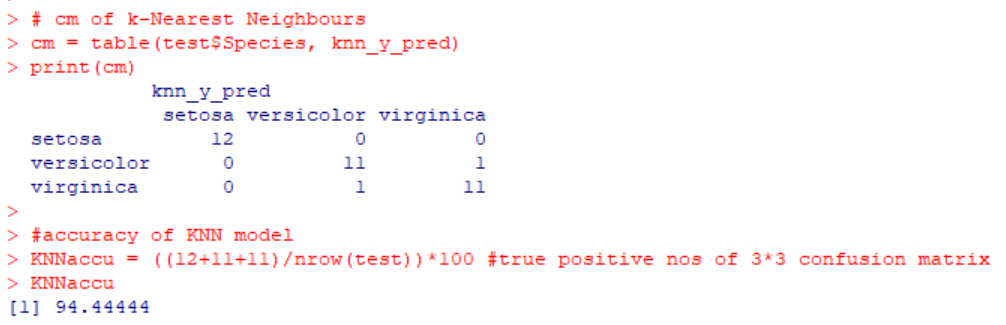 > # cm of k-Nearest Neighbours
> cm = table(test$Species, knn_y_pred)
> print(cm)
            knn_y_pred
             setosa versicolor virginica
  setosa         12          0         0
  versicolor      0         11         1
  virginica       0          1        11
>
> #accuracy of KNN model
> KNNaccu = ((12+11+11)/nrow(test))*100 #true positive nos of 3*3 confusion matrix
> KNNaccu
[1] 94.44444